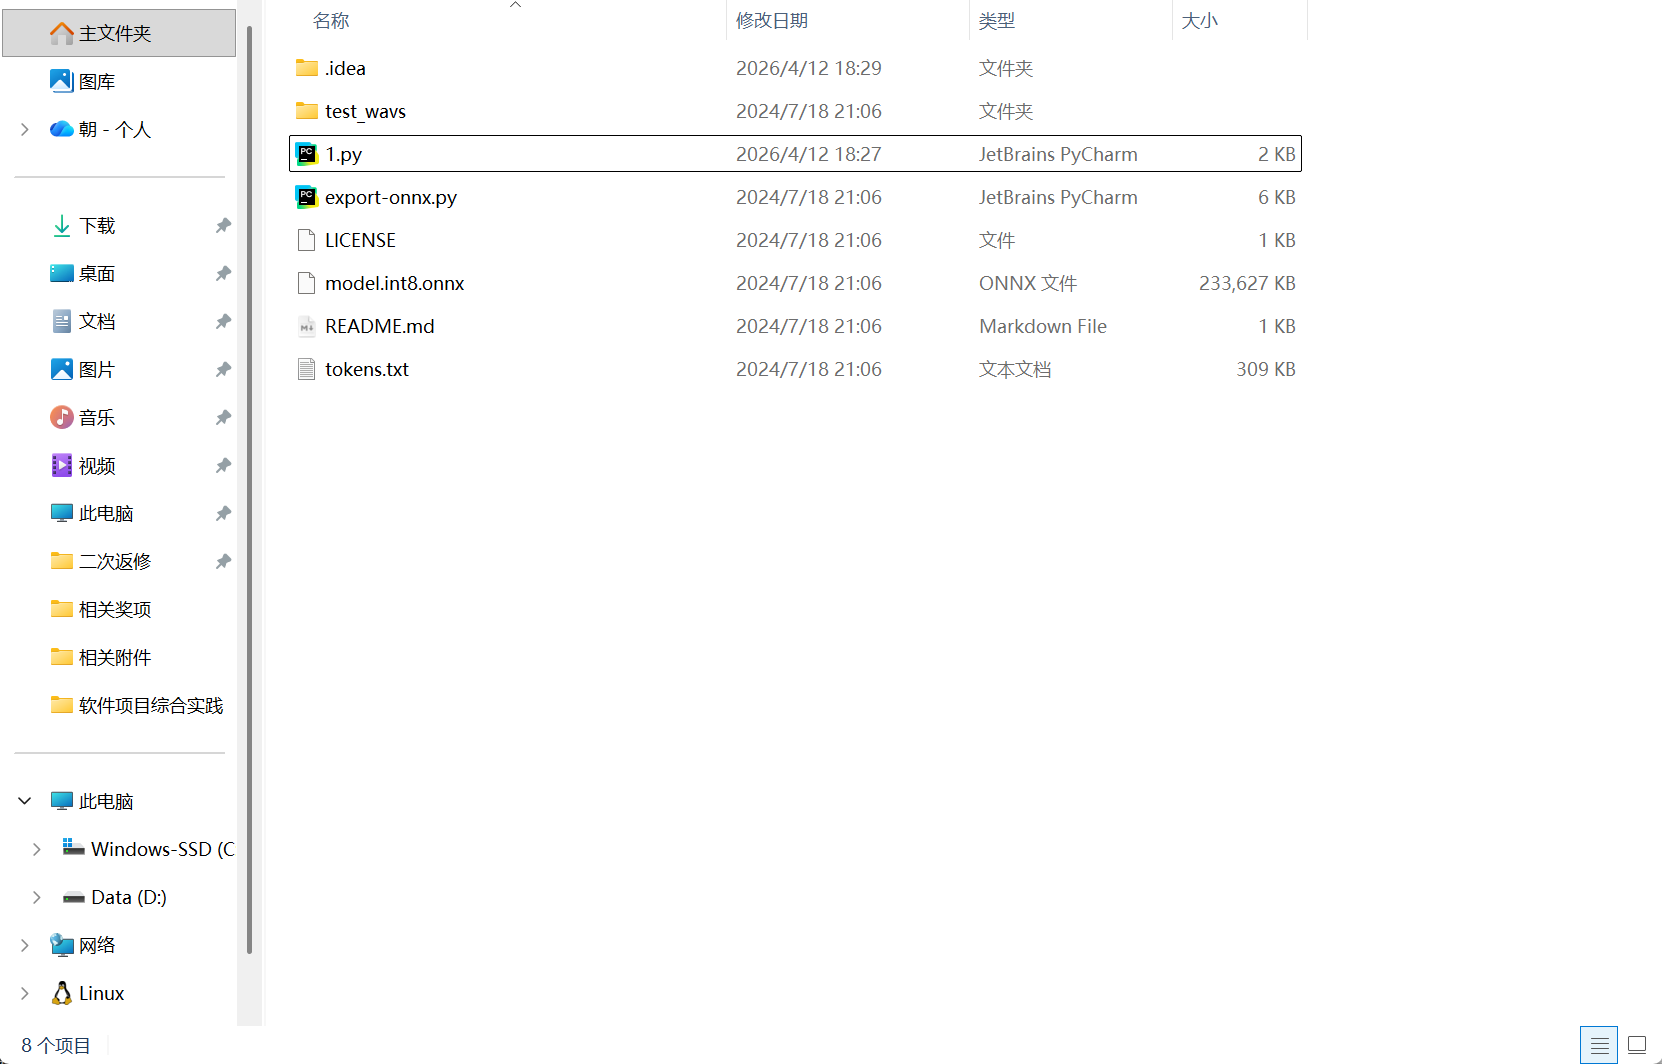 主文件夹
图库
朝 - 个人
下载
桌面
文档
图片
音乐
视频
此电脑
二次返修
相关奖项
相关附件
软件项目综合实践
此电脑
Windows-SSD (C
Data (D:)
网络
Linux
名称 修改日期 类型 大小
.idea 2026/4/12 18:29 文件夹
test_wavs 2024/7/18 21:06 文件夹
1.py 2026/4/12 18:27 JetBrains PyCharm 2 KB
export-onnx.py 2024/7/18 21:06 JetBrains PyCharm 6 KB
LICENSE 2024/7/18 21:06 文件 1 KB
model.int8.onnx 2024/7/18 21:06 ONNX 文件 233,627 KB
README.md 2024/7/18 21:06 Markdown File 1 KB
tokens.txt 2024/7/18 21:06 文本文档 309 KB
8 个项目